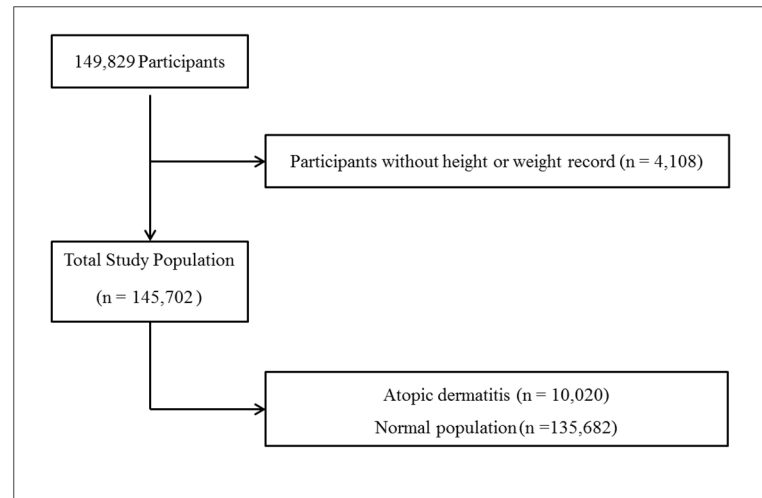 149,829 Participants
Participants without height or weight record (n = 4,108)
Total Study Population
(n = 145,702 )
Atopic dermatitis (n = 10,020)
Normal population (n =135,682)